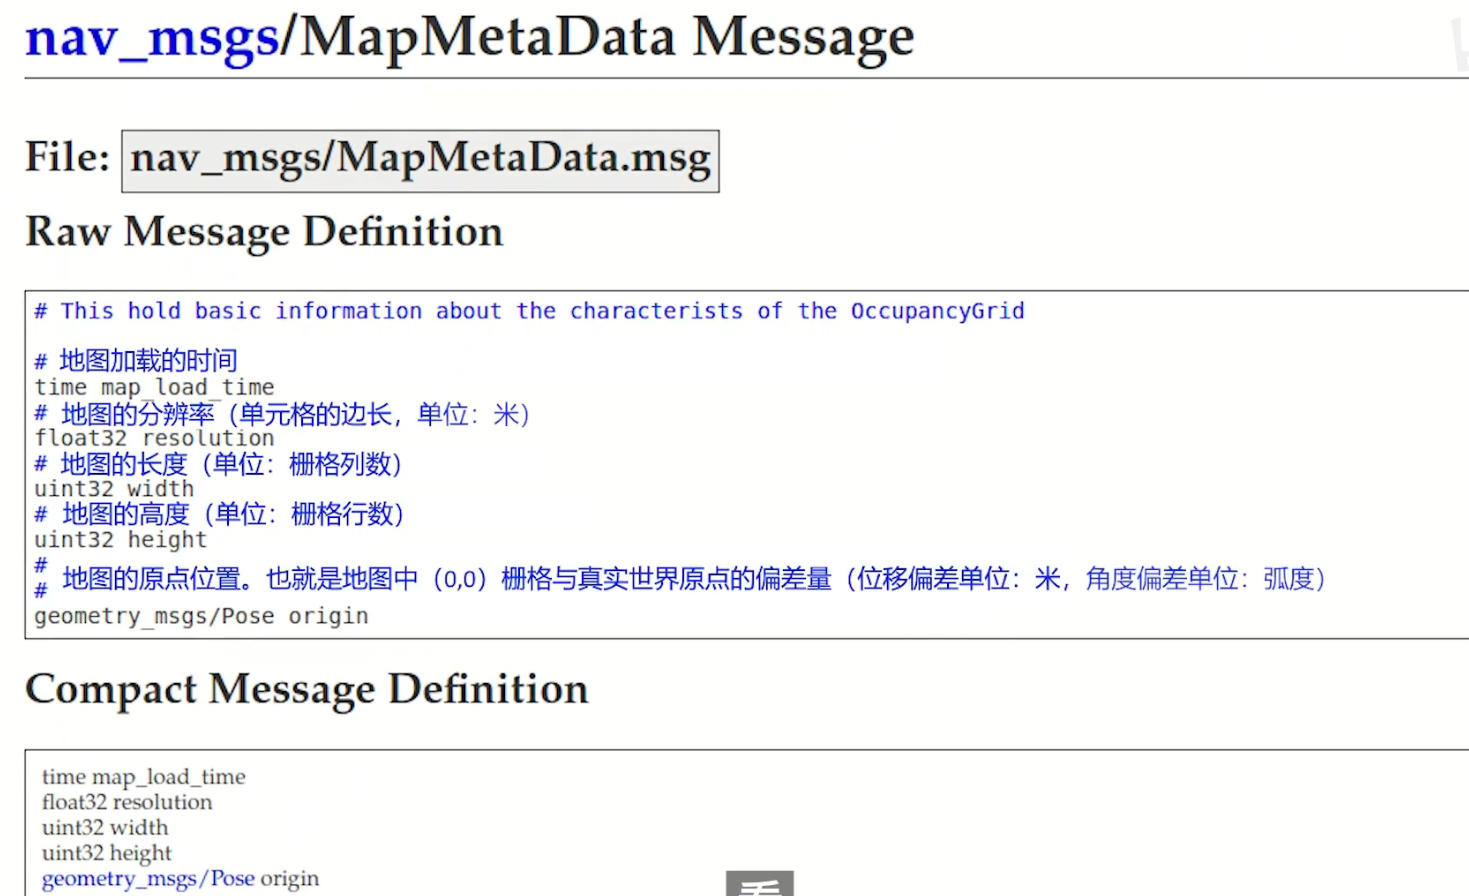 nav_msgs/MapMetaData Message
File: nav_msgs/MapMetaData.msg
Raw Message Definition
# This hold basic information about the characterists of the OccupancyGrid
# 地图加载的时间
time map_load_time
# 地图的分辨率（单元格的边长，单位：米）
float32 resolution
# 地图的长度（单位：栅格列数）
uint32 width
# 地图的高度（单位：栅格行数）
uint32 height
#
# 地图的原点位置。也就是地图中（0,0）栅格与真实世界原点的偏差量（位移偏差单位：米，角度偏差单位：弧度）
geometry_msgs/Pose origin
Compact Message Definition
time map_load_time
float32 resolution
uint32 width
uint32 height
geometry_msgs/Pose origin